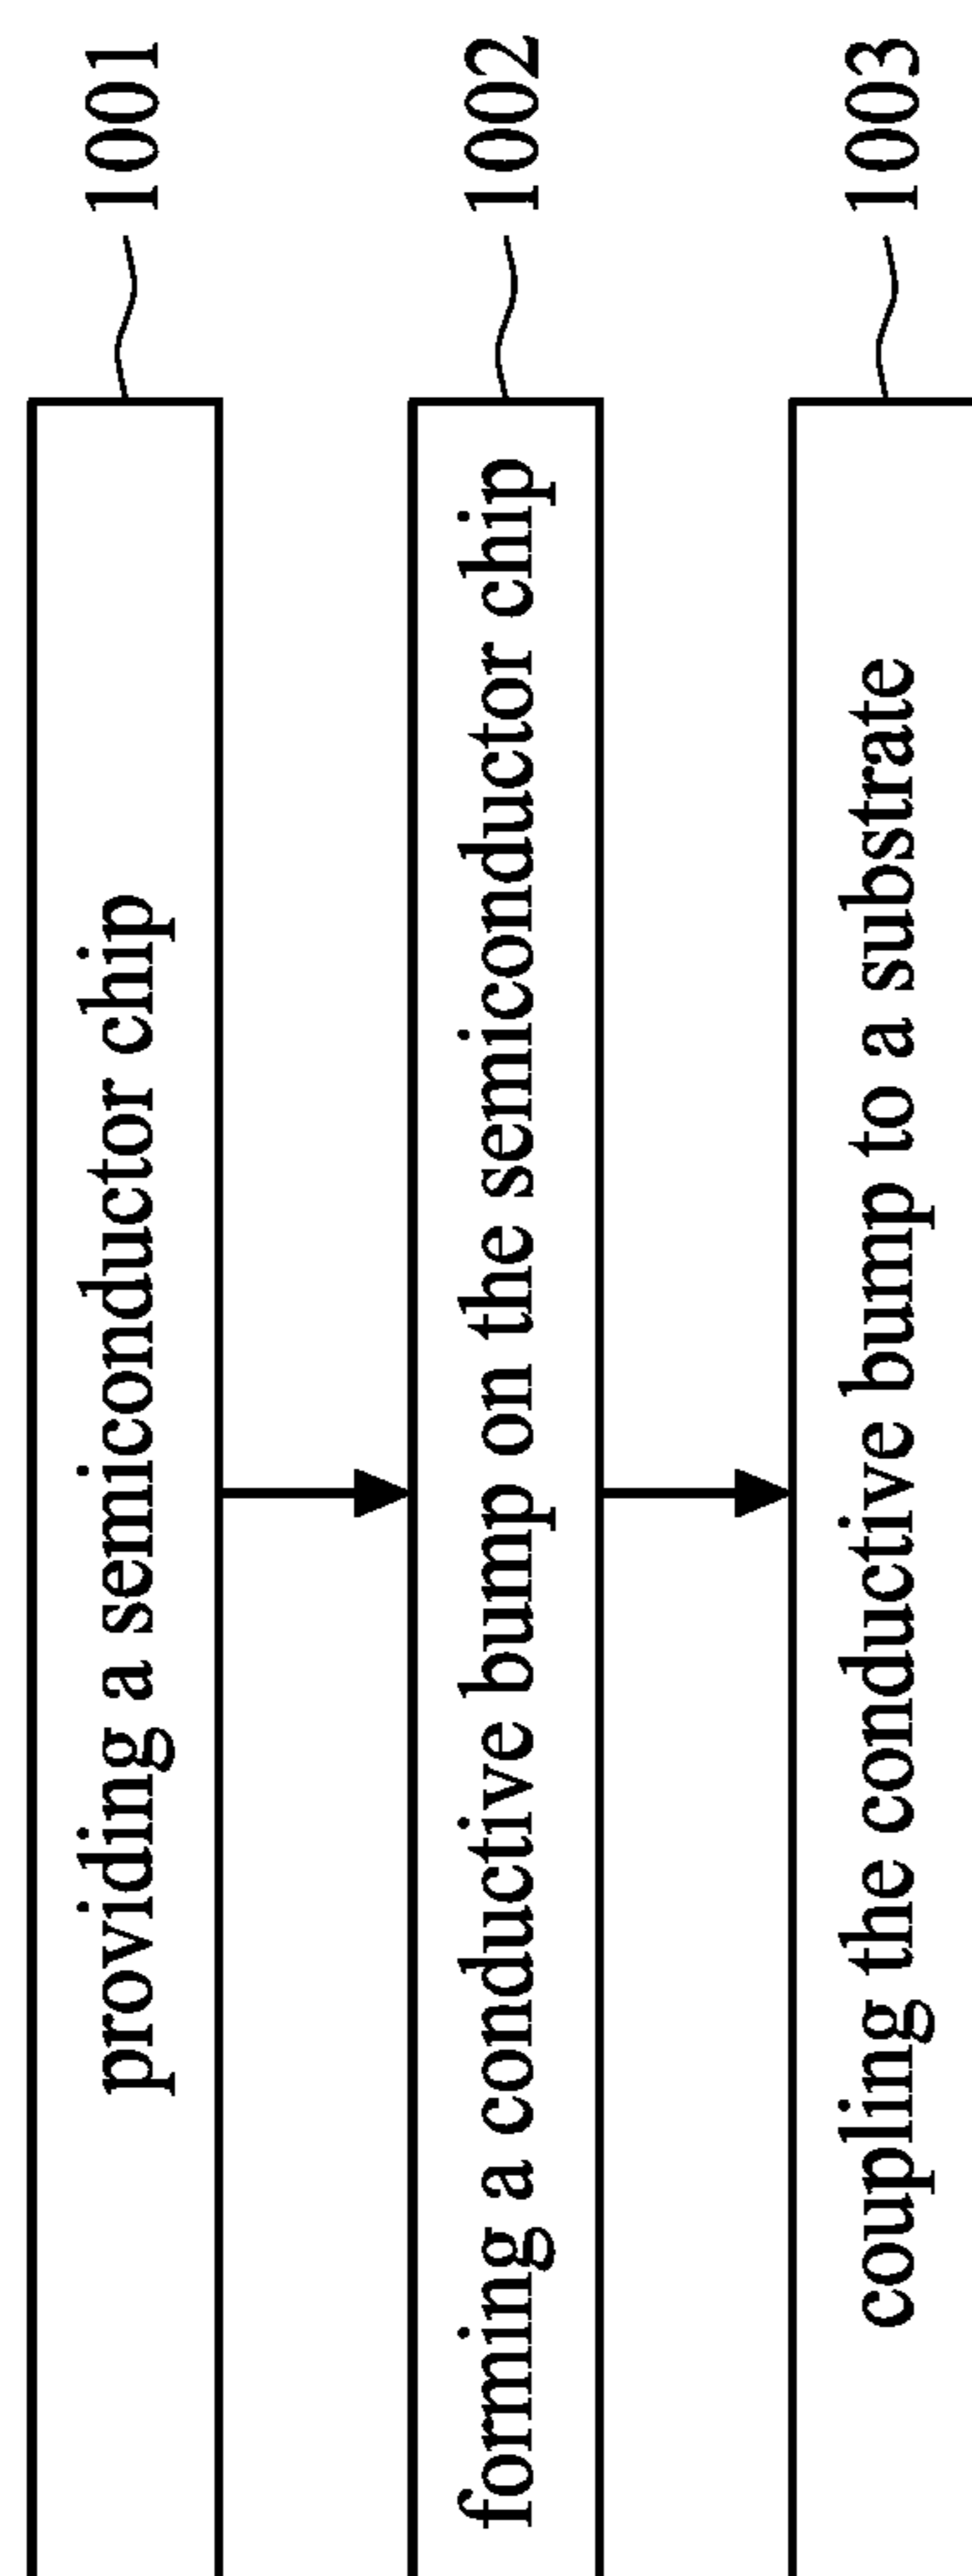 providing a semiconductor chip 1001
forming a conductive bump on the semiconductor chip 1002
coupling the conductive bump to a substrate 1003